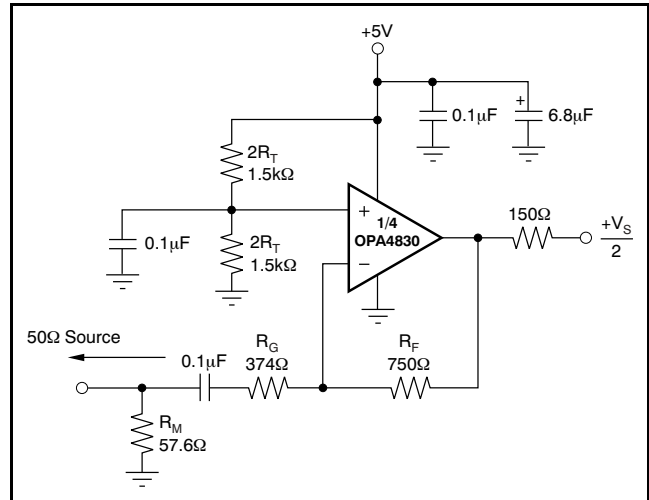 +5V
0.1μF
+
6.8μF
2R_T
1.5kΩ
0.1μF
2R_T
1.5kΩ
+
1/4
OPA4830
−
150Ω
+V_S
2
50Ω Source
0.1μF
R_G
374Ω
R_F
750Ω
R_M
57.6Ω